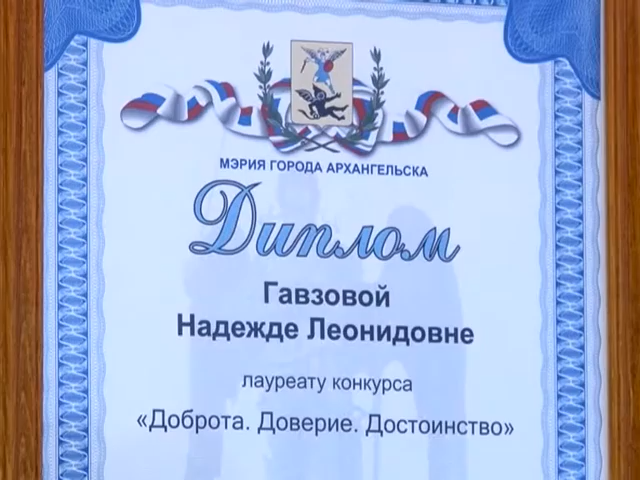 МЭРИЯ ГОРОДА АРХАНГЕЛЬСКА
Диплом
Гавзовой
Надежде Леонидовне
лауреату конкурса
«Доброта. Доверие. Достоинство»